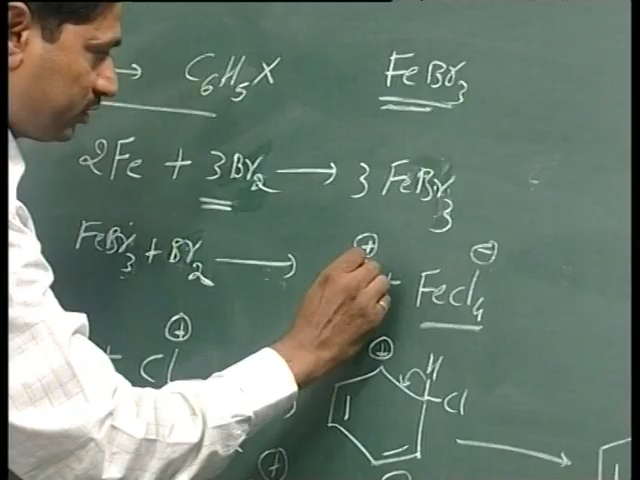 → C₆H₅X FeBr₃
2Fe + 3Br₂ → 3 FeBr₃
FeBr₃ + Br₂ → ⊕ + FeCl₄⊖
+ Cl⊕
⊕ H
Cl →
⊕